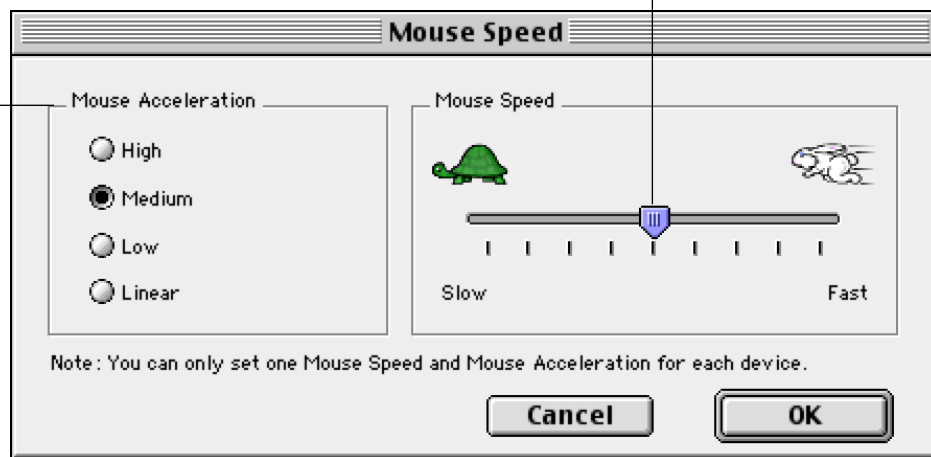 Mouse Speed
Mouse Acceleration
High
Medium
Low
Linear
Mouse Speed
Slow Fast
Note: You can only set one Mouse Speed and Mouse Acceleration for each device.
Cancel OK